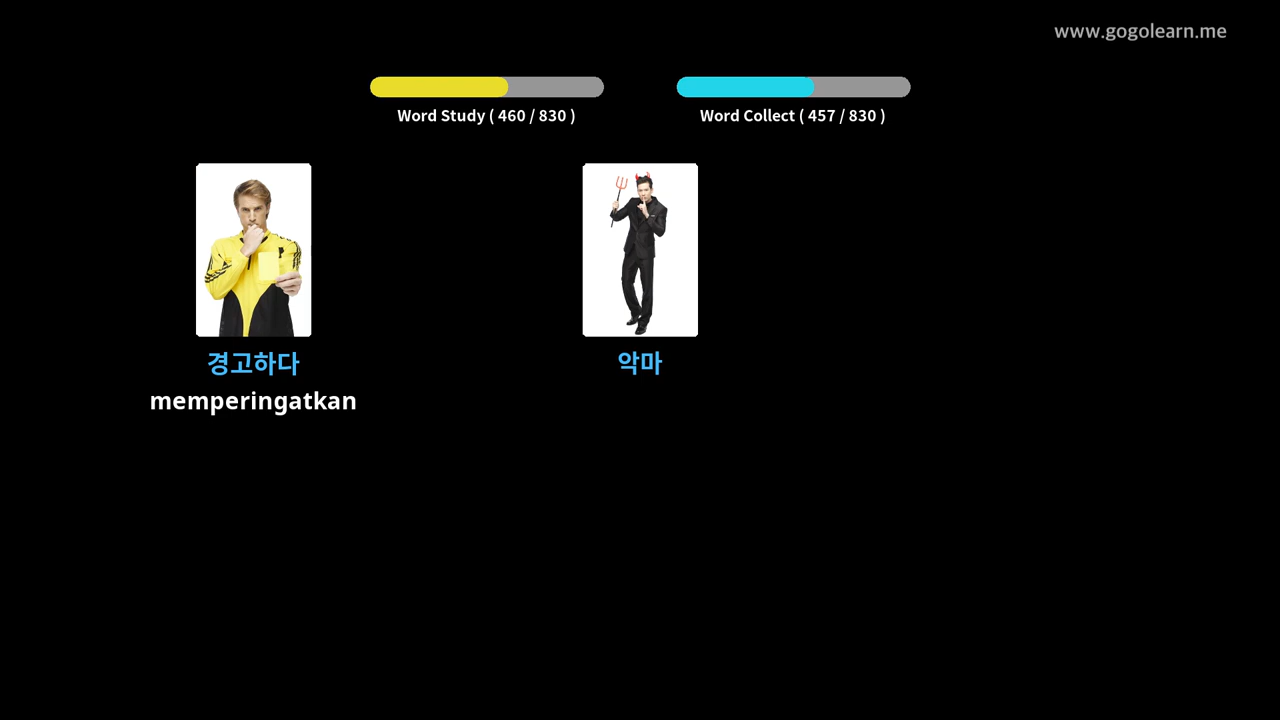 www.gogolearn.me
Word Study ( 460 / 830 )
Word Collect ( 457 / 830 )
경고하다
악마
memperingatkan